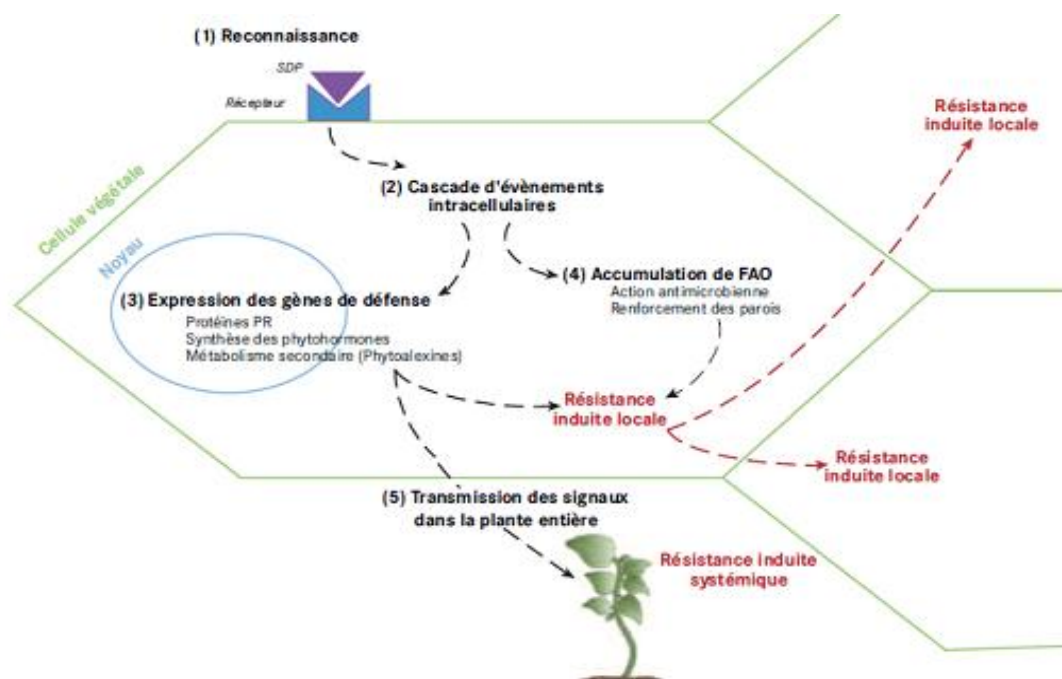 (1) Reconnaissance
SDP
Récepteur
Résistance
induite locale
(2) Cascade d'évènements
intracellulaires
Cellule végétale
Noyau
(3) Expression des gènes de défense
Protéines PR
Synthèse des phytohormones
Métabolisme secondaire (Phytoalexines)
(4) Accumulation de FAO
Action antimicrobienne
Renforcement des parois
Résistance
induite locale
Résistance
induite locale
(5) Transmission des signaux
dans la plante entière
Résistance induite
systémique